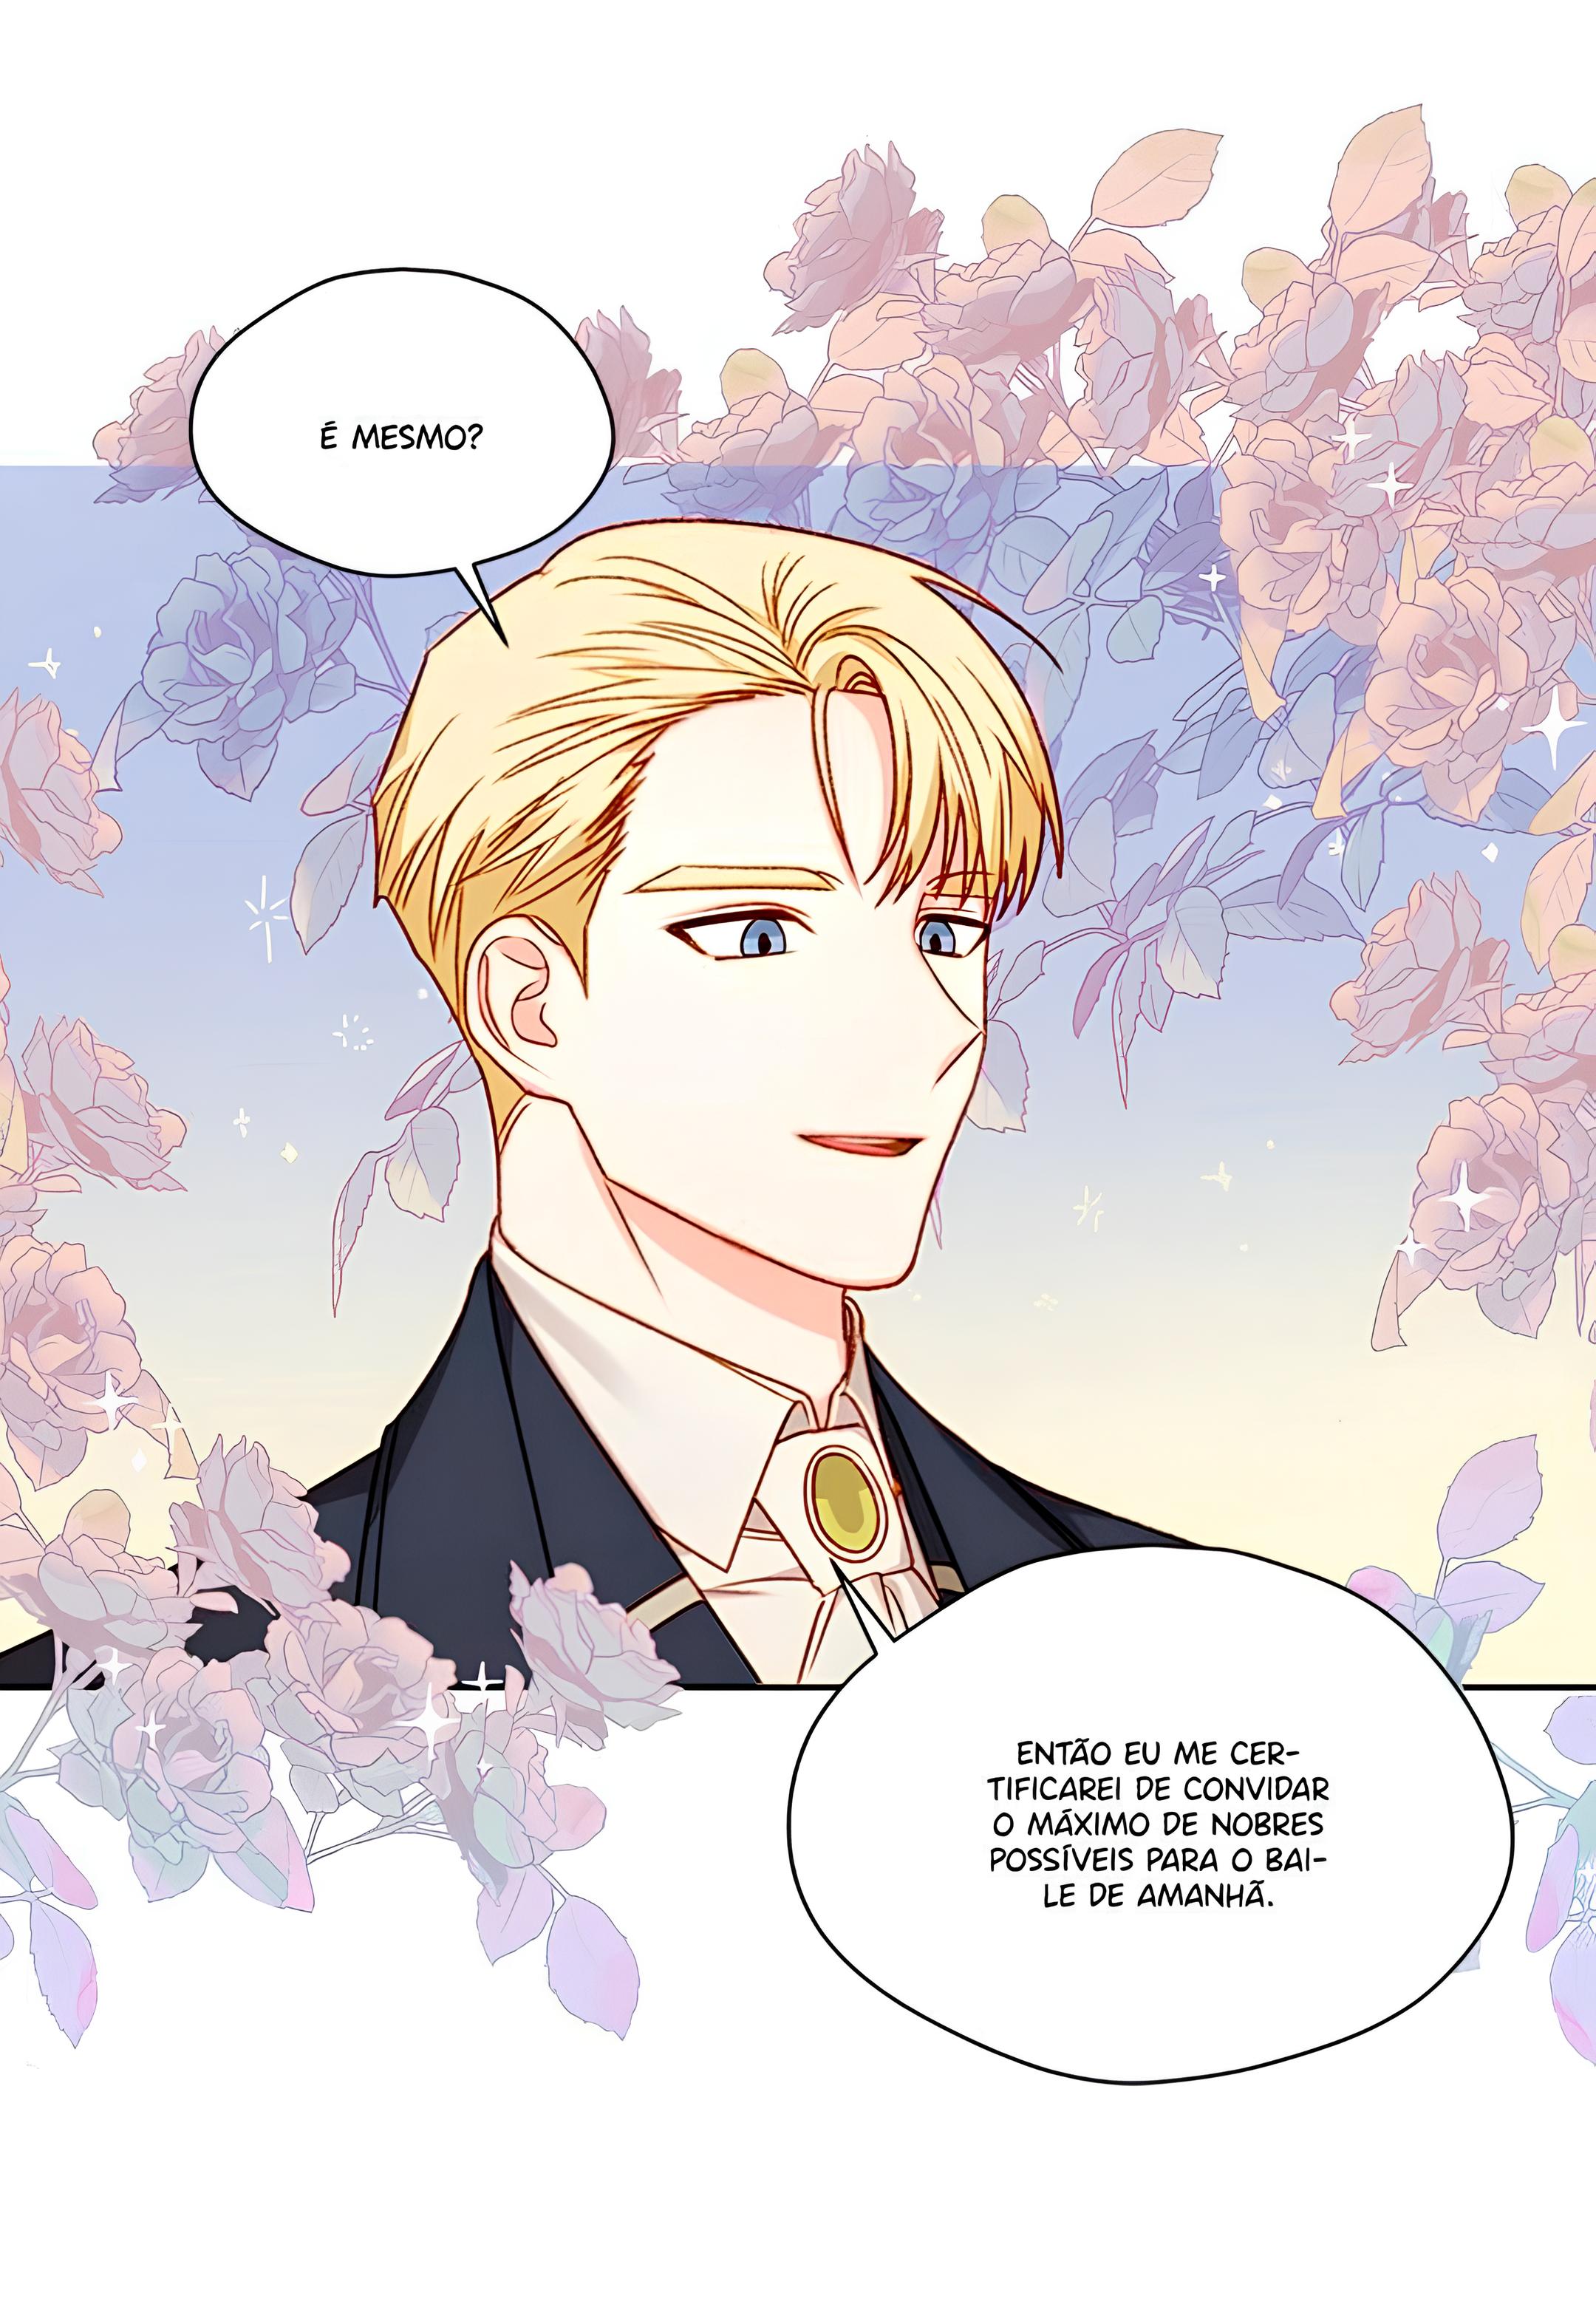 É MESMO?
ENTÃO EU ME CER-
TIFICAREI DE CONVIDAR
O MÁXIMO DE NOBRES
POSSÍVEIS PARA O BAI-
LE DE AMANHÃ.